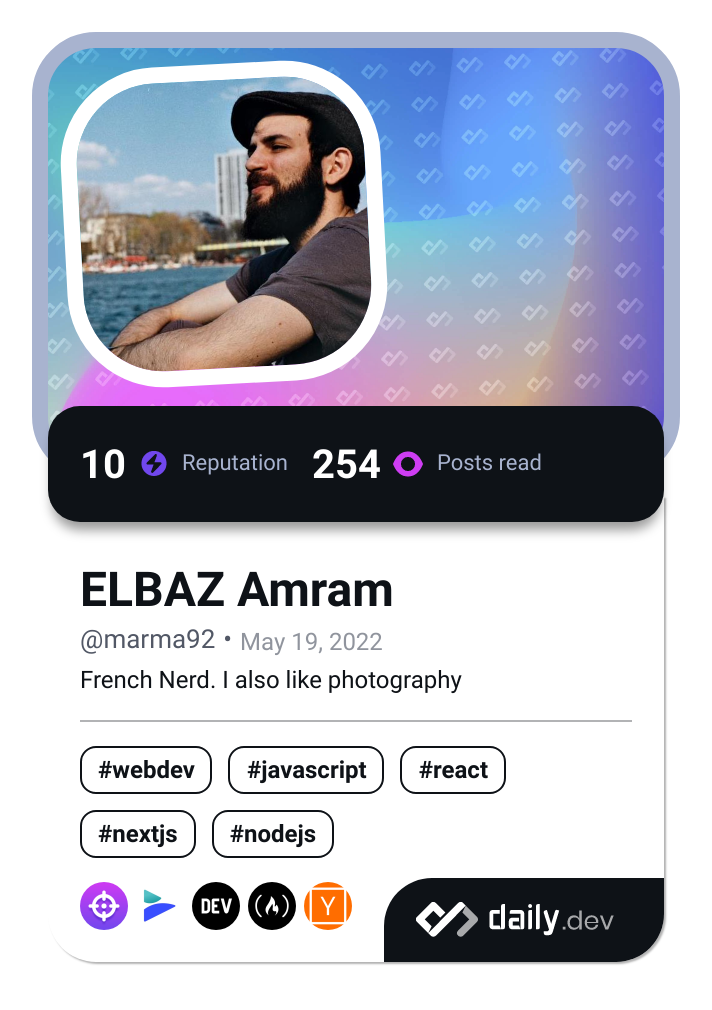 10 Reputation 254 Posts read
ELBAZ Amram
@marma92 • May 19, 2022
French Nerd. I also like photography
#webdev #javascript #react
#nextjs #nodejs
DEV Y daily.dev